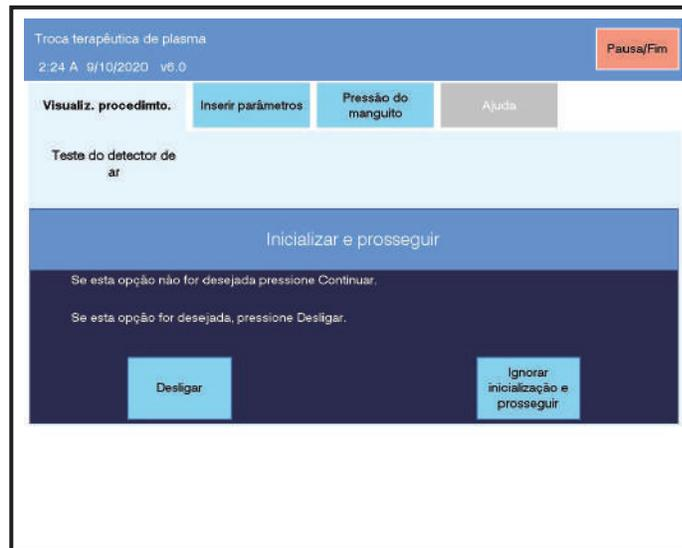 Troca terapêutica de plasma
2:24 A 9/10/2020 v6.0
Pausa/Fim
Visualiz. procedimto.
Inserir parâmetros
Pressão do
manguito
Ajuda
Teste do detector de
ar
Inicializar e prosseguir
Se esta opção não for desejada pressione Continuar.
Se esta opção for desejada, pressione Desligar.
Desligar
Ignorar
inicialização e
prosseguir